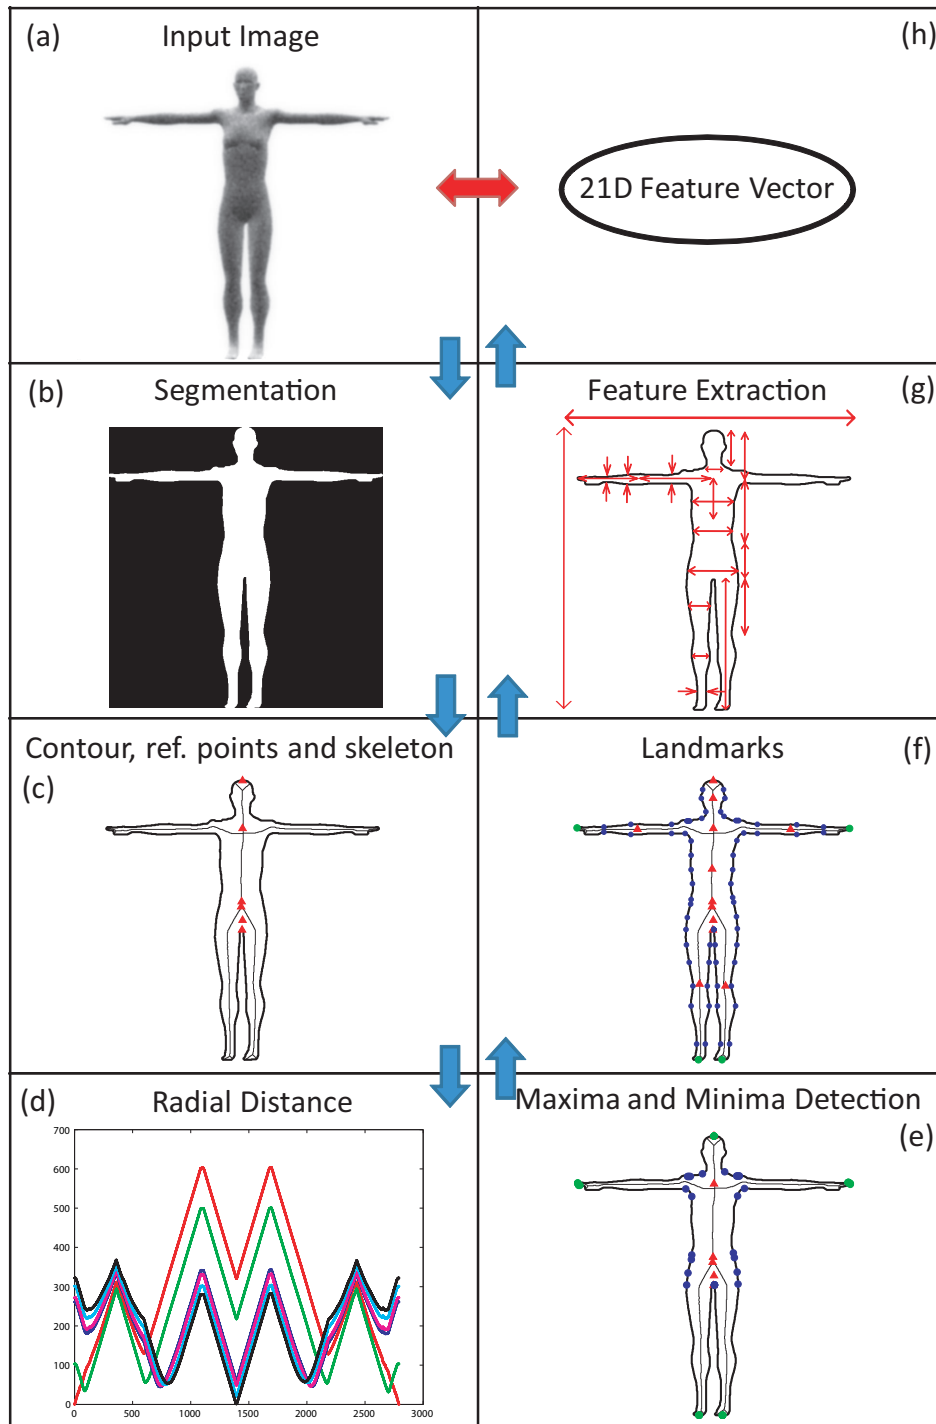 (a)
Input Image
(h)
21D Feature Vector
(b)
Segmentation
Feature Extraction
(g)
Contour, ref. points and skeleton
(c)
Landmarks
(f)
(d)
Radial Distance
700
600
500
400
300
200
100
0
0
500
1000
1500
2000
2500
3000
Maxima and Minima Detection
(e)